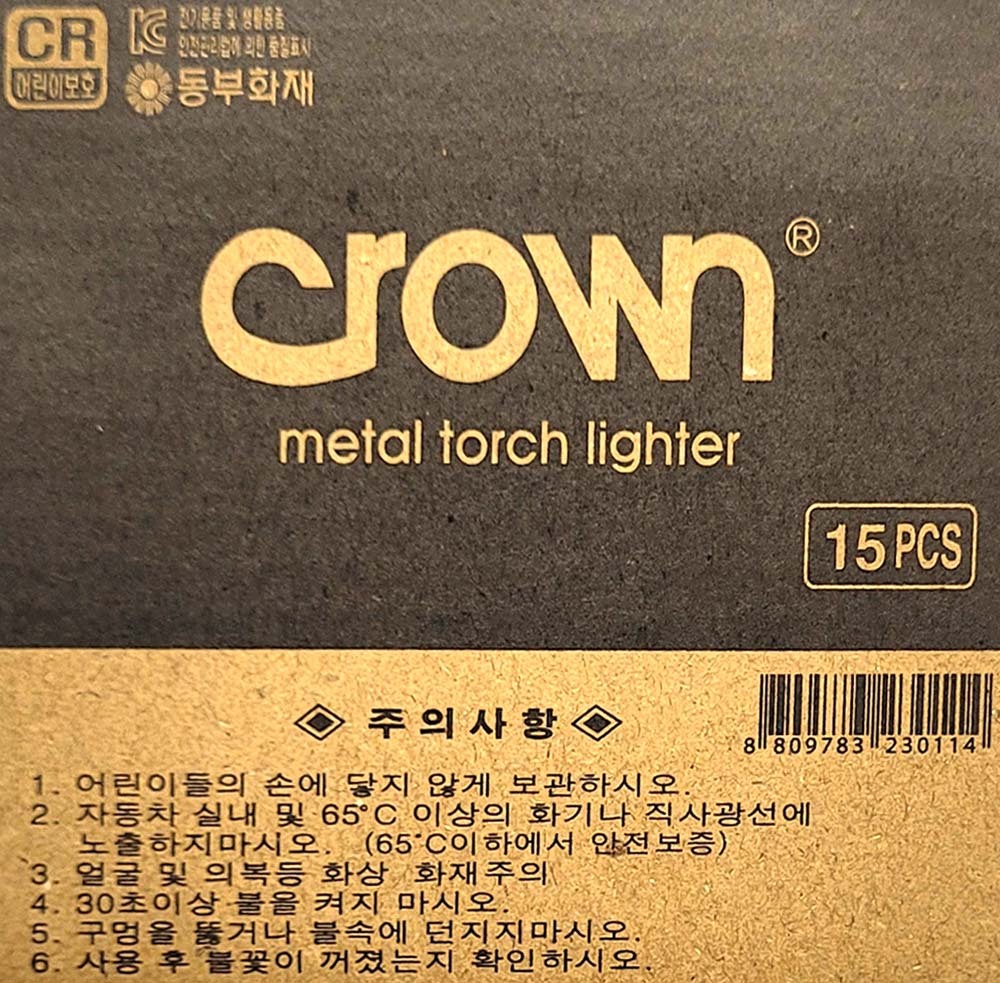 CR
어린이보호
전기용품 및 생활용품
안전관리법에 의한 품질표시
동부화재
crown®
metal torch lighter
15PCS
주의사항
8 809783 230114
1. 어린이들의 손에 닿지 않게 보관하시오.
2. 자동차 실내 및 65°C 이상의 화기나 직사광선에
노출하지마시오. (65°C이하에서 안전보증)
3. 얼굴 및 의복등 화상 화재주의
4. 30초이상 불을 켜지 마시오.
5. 구멍을 뚫거나 불속에 던지지마시오.
6. 사용 후 불꽃이 꺼졌는지 확인하시오.